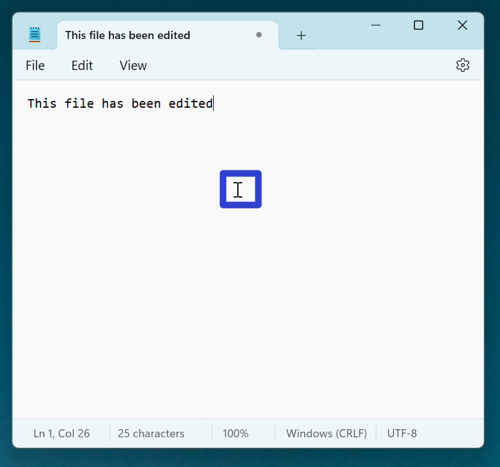 This file has been edited
File Edit View
This file has been edited
Ln 1, Col 26 25 characters 100% Windows (CRLF) UTF-8